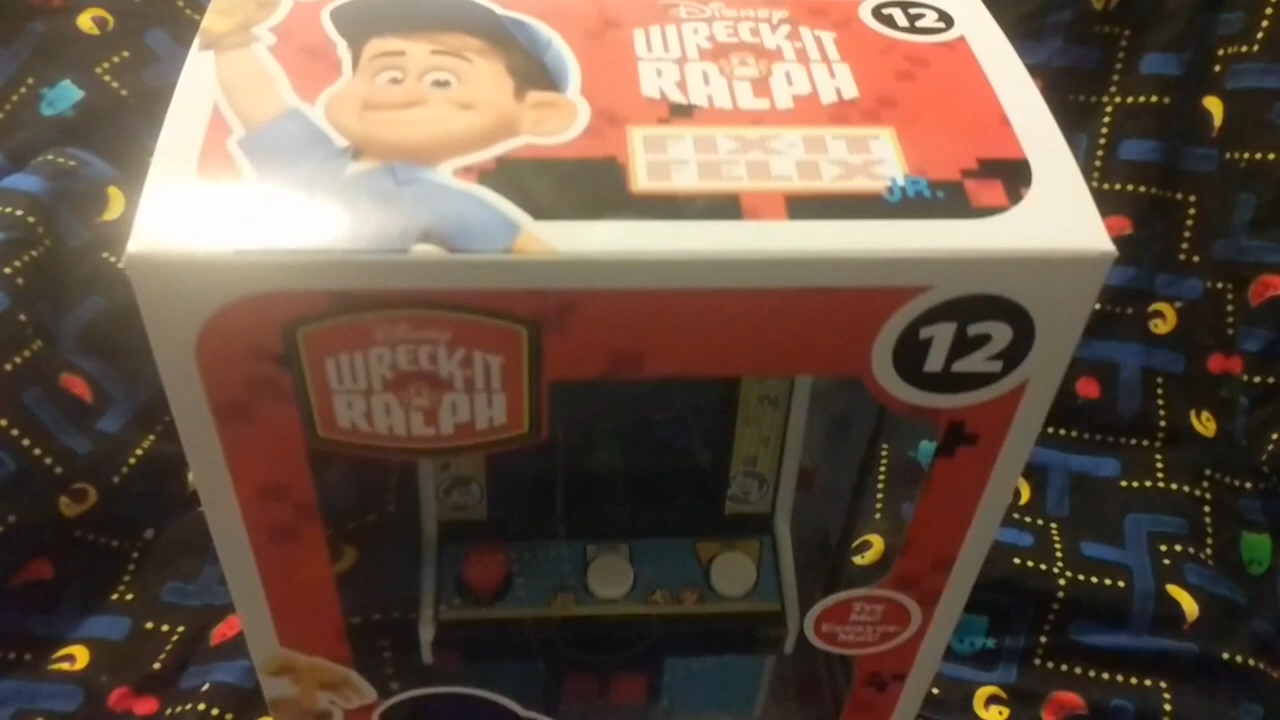 Disney
WRECK-IT
RALPH
12
FIX-IT
FELIX
JR.
Disney
WRECK-IT
RALPH
12
Try
Me!